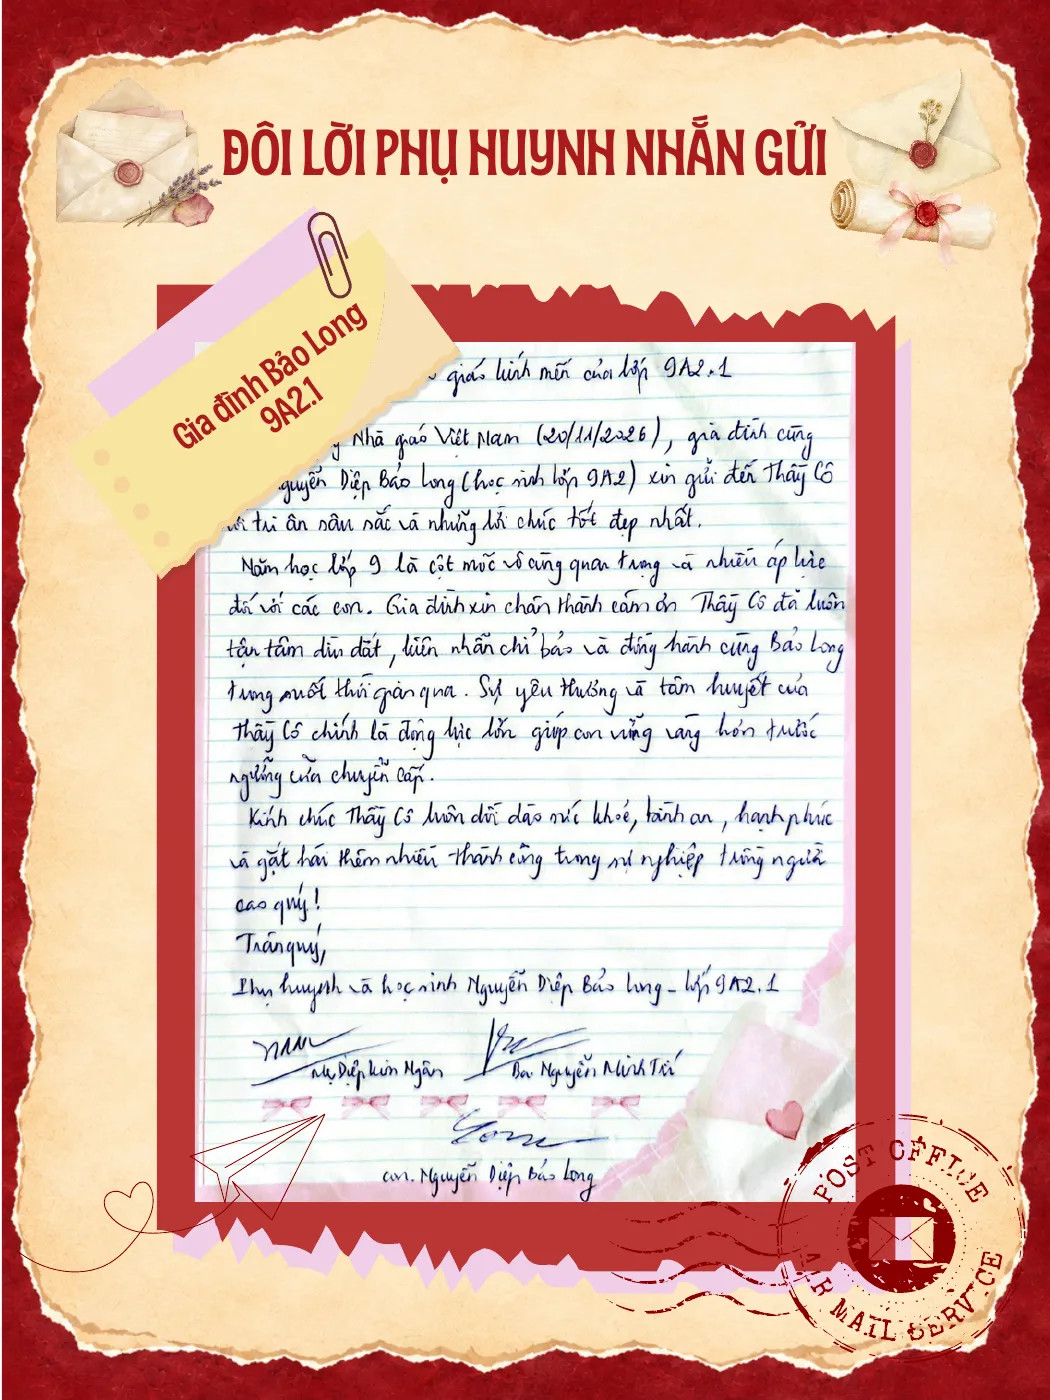 ĐÔI LỜI PHỤ HUYNH NHẮN GỬI
Gia đình Bảo Long
9A2.1
giáo kính mến của lớp 9A2.1
Nhà giáo Việt Nam (20/11/2026), gia đình cùng
Nguyễn Diệp Bảo Long (học sinh lớp 9A2) xin gửi đến Thầy Cô
tri ân sâu sắc và những lời chúc tốt đẹp nhất.
Năm học lớp 9 là cột mốc vô cùng quan trọng và nhiều áp lực
đối với các con. Gia đình xin chân thành cảm ơn Thầy Cô đã luôn
tận tâm dìu dắt, kiên nhẫn chỉ bảo và đồng hành cùng Bảo Long
trong suốt thời gian qua. Sự yêu thương và tâm huyết của
Thầy Cô chính là động lực lớn giúp con vững vàng hơn trước
ngưỡng cửa chuyển cấp.
Kính chúc Thầy Cô luôn dồi dào sức khoẻ, bình an, hạnh phúc
và gặt hái thêm nhiều thành công trong sự nghiệp trồng người
cao quý!
Trân quý,
Phụ huynh và học sinh Nguyễn Diệp Bảo Long - lớp 9A2.1
Mẹ Diệp Kim Ngân Ba Nguyễn Minh Trí
con. Nguyễn Diệp Bảo Long
POST OFFICE
AIR MAIL SERVICE